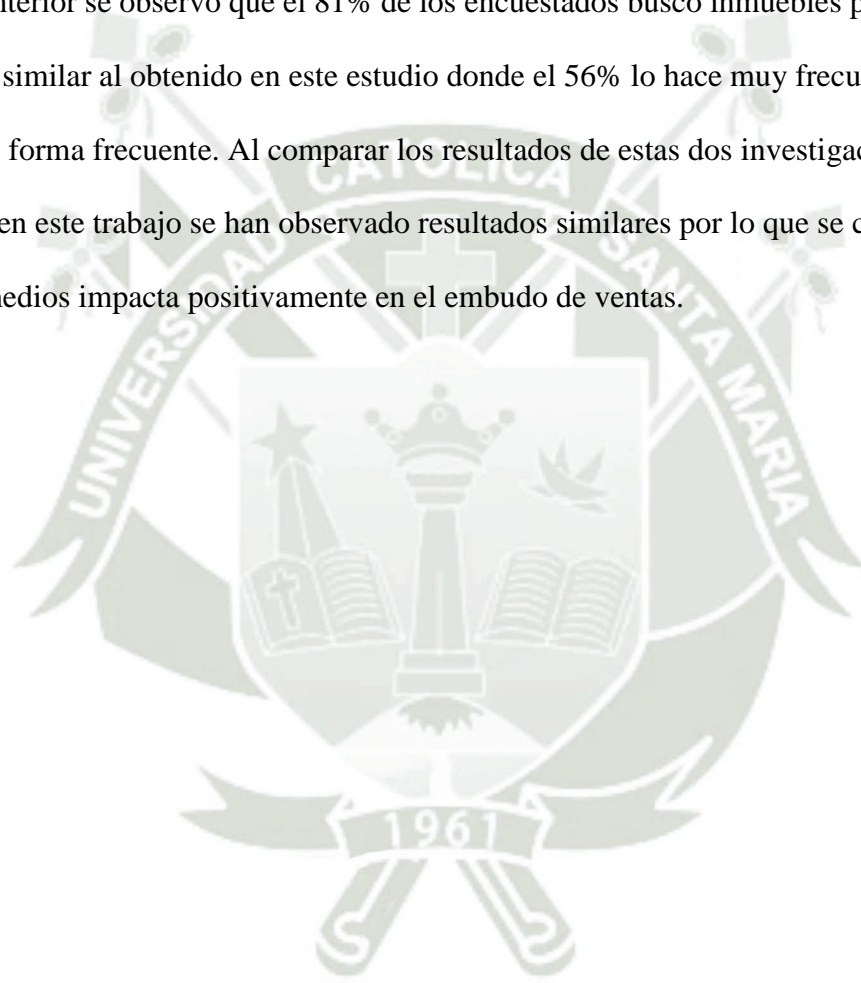 terior se observó que el 81% de los encuestados buscó inmuebles p
similar al obtenido en este estudio donde el 56% lo hace muy frecu
forma frecuente. Al comparar los resultados de estas dos investigac
en este trabajo se han observado resultados similares por lo que se c
medios impacta positivamente en el embudo de ventas.
UNIVERSIDAD CATOLICA SANTA MARIA
1961